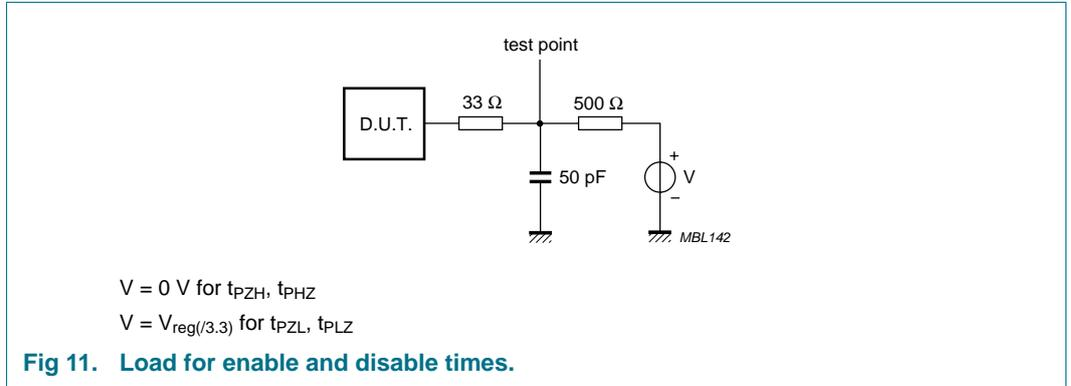 test point
33 Ω
500 Ω
D.U.T.
+
50 pF
V
−
MBL142
V = 0 V for tPZH, tPHZ
V = Vreg(/3.3) for tPZL, tPLZ
Fig 11. Load for enable and disable times.